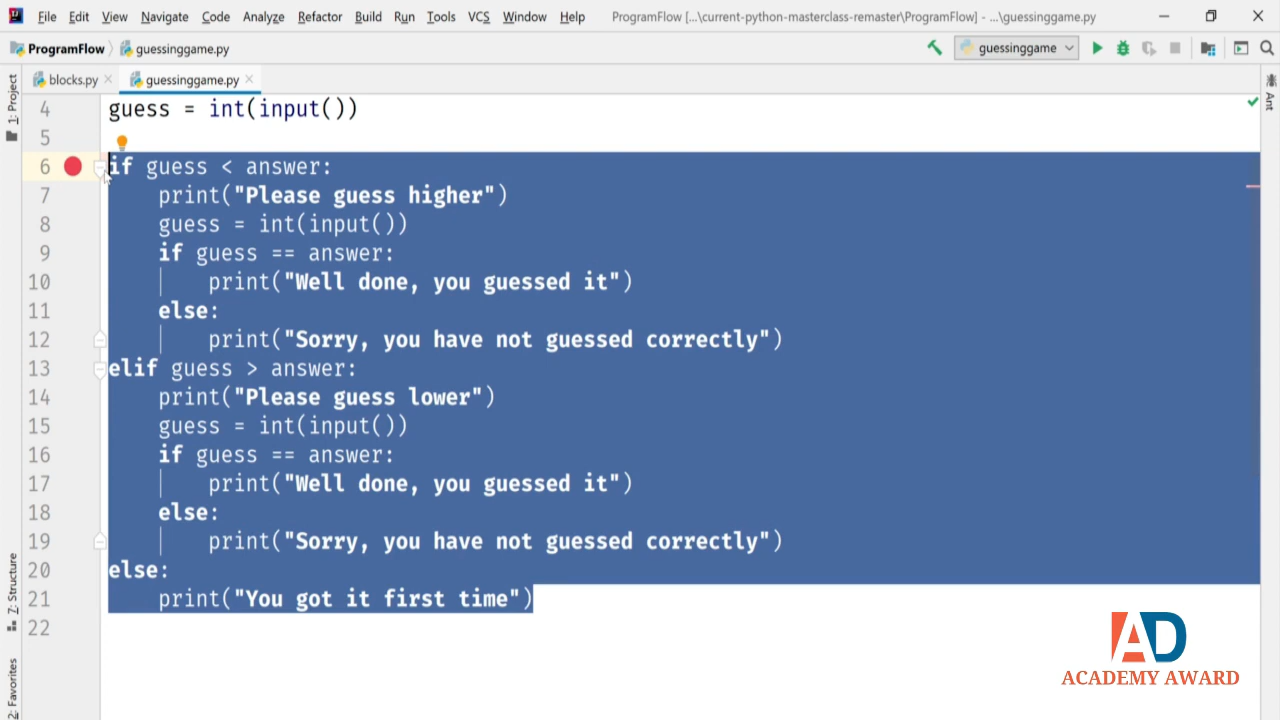 File Edit View Navigate Code Analyze Refactor Build Run Tools VCS Window Help ProgramFlow [...\current-python-masterclass-remaster\ProgramFlow] - ...\guessinggame.py
ProgramFlow guessinggame.py guessinggame
blocks.py guessinggame.py
1: Project
Ant
4 guess = int(input())
5
6 if guess < answer:
7 print("Please guess higher")
8 guess = int(input())
9 if guess == answer:
10 print("Well done, you guessed it")
11 else:
12 print("Sorry, you have not guessed correctly")
13 elif guess > answer:
14 print("Please guess lower")
15 guess = int(input())
16 if guess == answer:
17 print("Well done, you guessed it")
18 else:
19 print("Sorry, you have not guessed correctly")
20 else:
21 print("You got it first time")
22
Z: Structure
2: Favorites
AD
ACADEMY AWARD